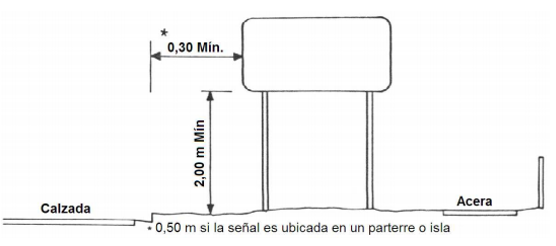 *
0,30 Mín.
2,00 m Mín
Calzada
Acera
* 0,50 m si la señal es ubicada en un parterre o isla